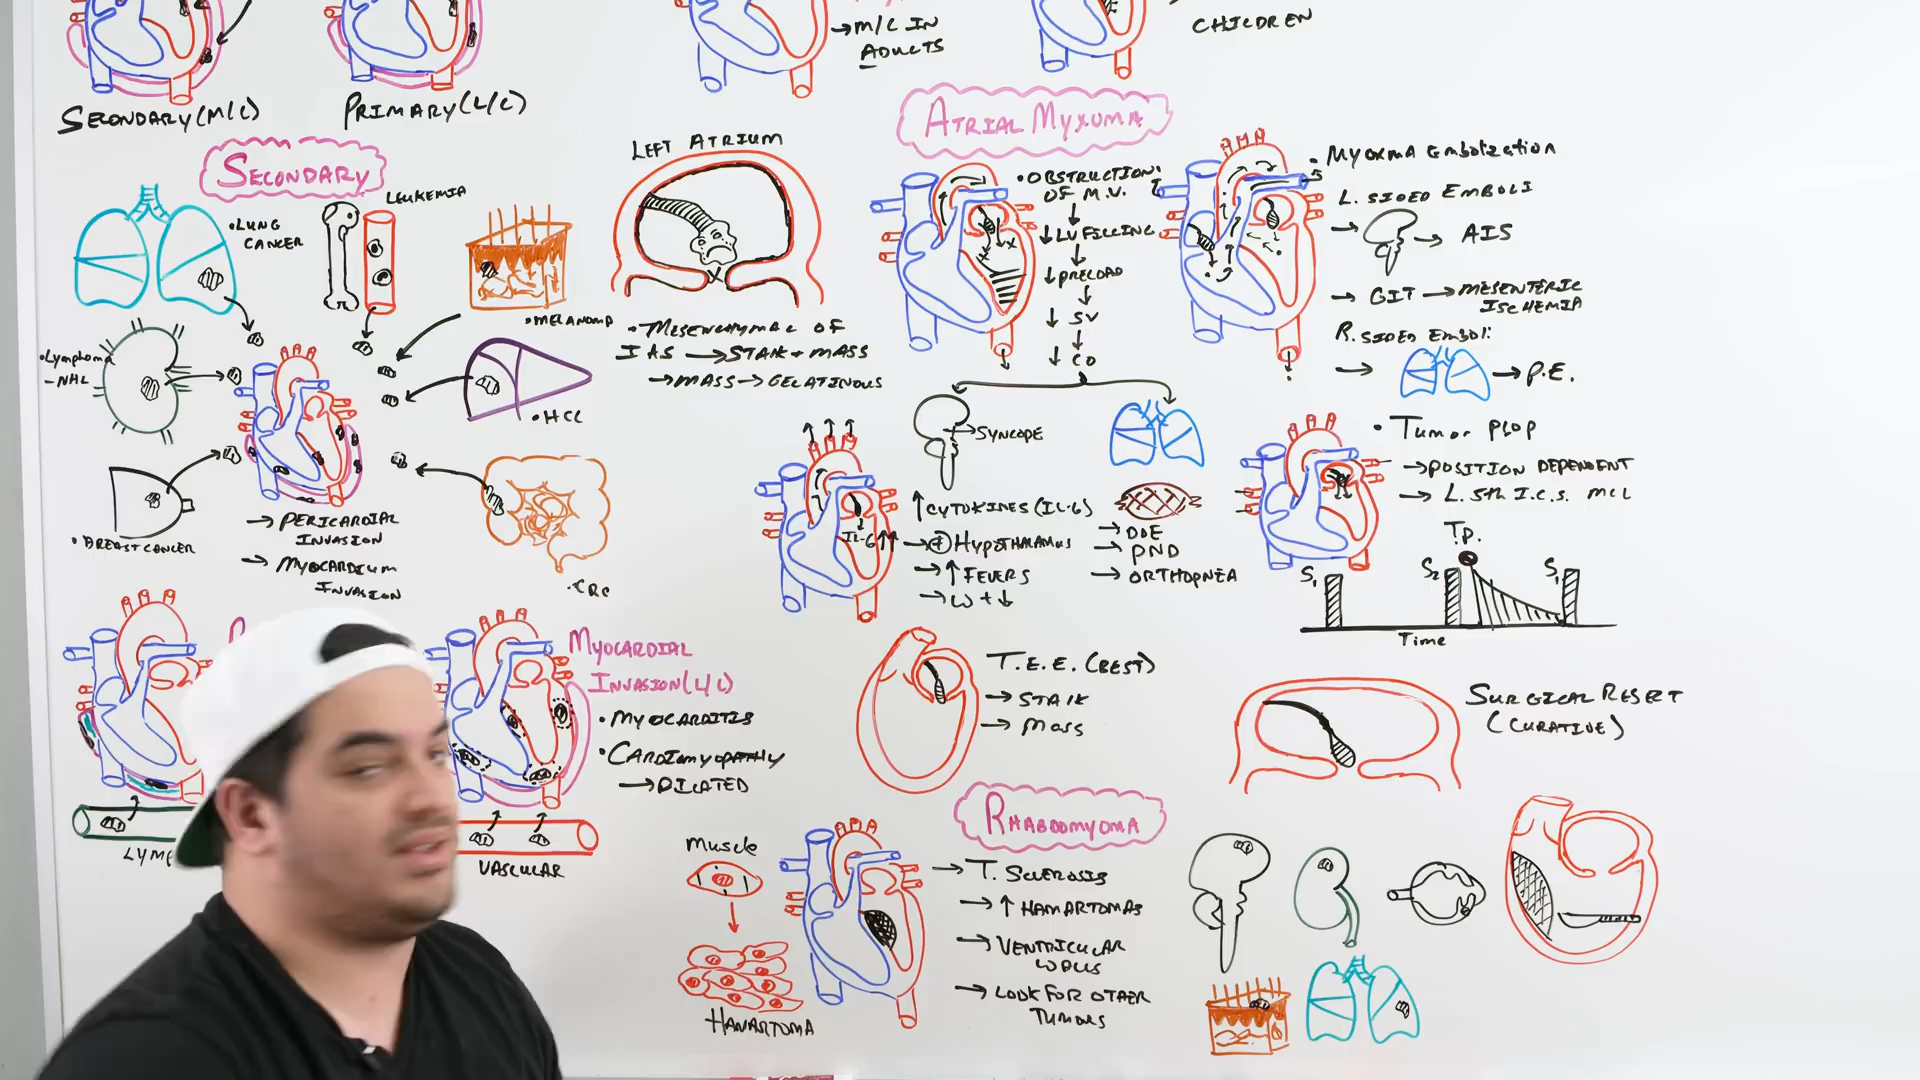 → M/C IN
ADULTS
CHILDREN
SECONDARY (M/C)
PRIMARY (L/C)
SECONDARY
• LUNG
CANCER
LEUKEMIA
• MELANOMA
• Lymphoma
- NHL
• HCC
• BREAST CANCER
→ PERICARDIAL
INVASION
→ MYOCARDIUM
INVASION
• CRC
MYOCARDIAL
INVASION (L/C)
• MYOCARDITIS
• CARDIOMYOPATHY
→ DILATED
VASCULAR
LEFT ATRIUM
• MESENCHYMAL OF
IAS → STALK + MASS
→ MASS → GELATINOUS
ATRIAL MYXOMA
• OBSTRUCTION
OF M.V.
↓
↓ LV FILLING
↓
↓ PRELOAD
↓
↓ SV
↓
↓ CO
→ SYNCOPE
→ DOE
→ PND
→ ORTHOPNEA
IL-6 ↑↑
↑ CYTOKINES (IL-6)
→ ⊕ HYPOTHALAMUS
→ ↑ FEVERS
→ WT ↓
• MYOXMA EMbOlIZATION
L. SIDED EMBOLI
→ → AIS
→ GIT → MESENTERIC
ISCHEMIA
R. SIDED EMBOLI
→ → P.E.
• Tumor PLOP
→ POSITION DEPENDENT
→ L. 5th I.C.S. MCL
T.P.
S1 S2 S1
Time
T.E.E. (BEST)
→ STALK
→ MASS
SURGICAL RESECT
(CURATIVE)
RHABDOMYOMA
MUSCLE
HAMARTOMA
→ T. SCLEROSIS
→ ↑ HAMARTOMAS
→ VENTRICULAR
WALLS
→ LOOK FOR OTHER
TUMORS